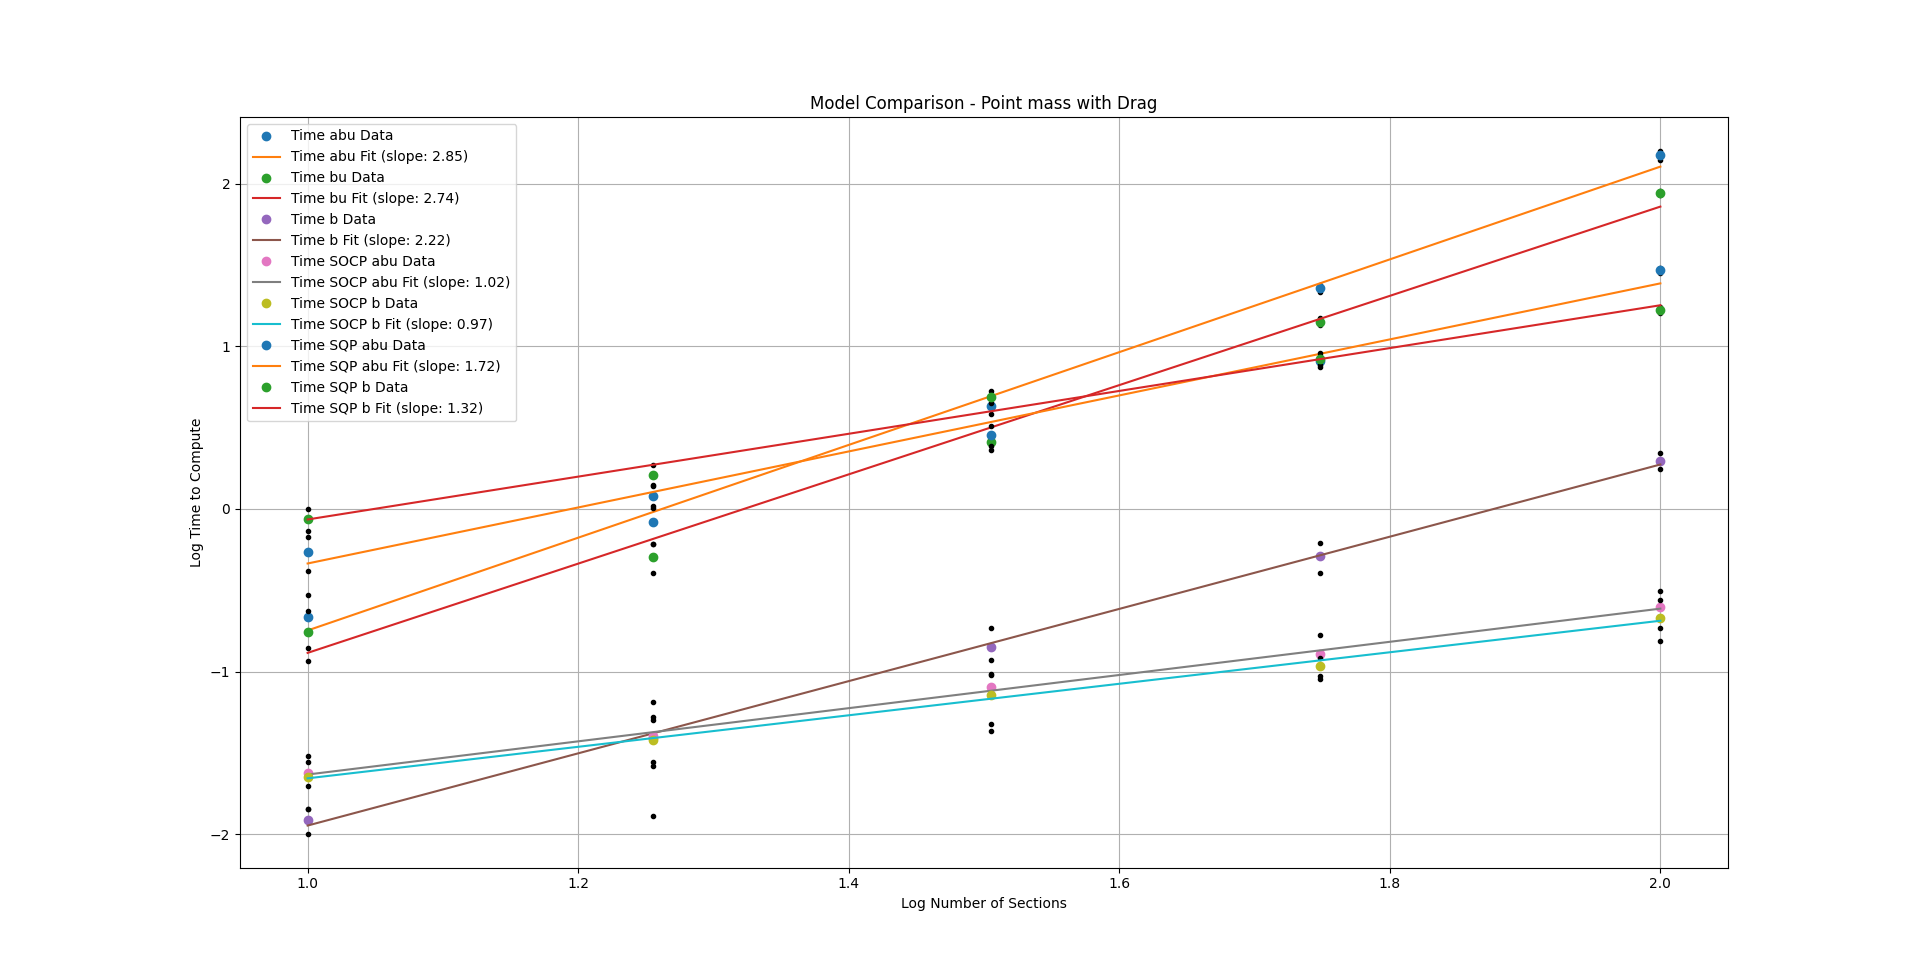 Model Comparison - Point mass with Drag
Time abu Data
Time abu Fit (slope: 2.85)
Time bu Data
Time bu Fit (slope: 2.74)
Time b Data
Time b Fit (slope: 2.22)
Time SOCP abu Data
Time SOCP abu Fit (slope: 1.02)
Time SOCP b Data
Time SOCP b Fit (slope: 0.97)
Time SQP abu Data
Time SQP abu Fit (slope: 1.72)
Time SQP b Data
Time SQP b Fit (slope: 1.32)
Log Time to Compute
2
1
0
−1
−2
1.0
1.2
1.4
1.6
1.8
2.0
Log Number of Sections